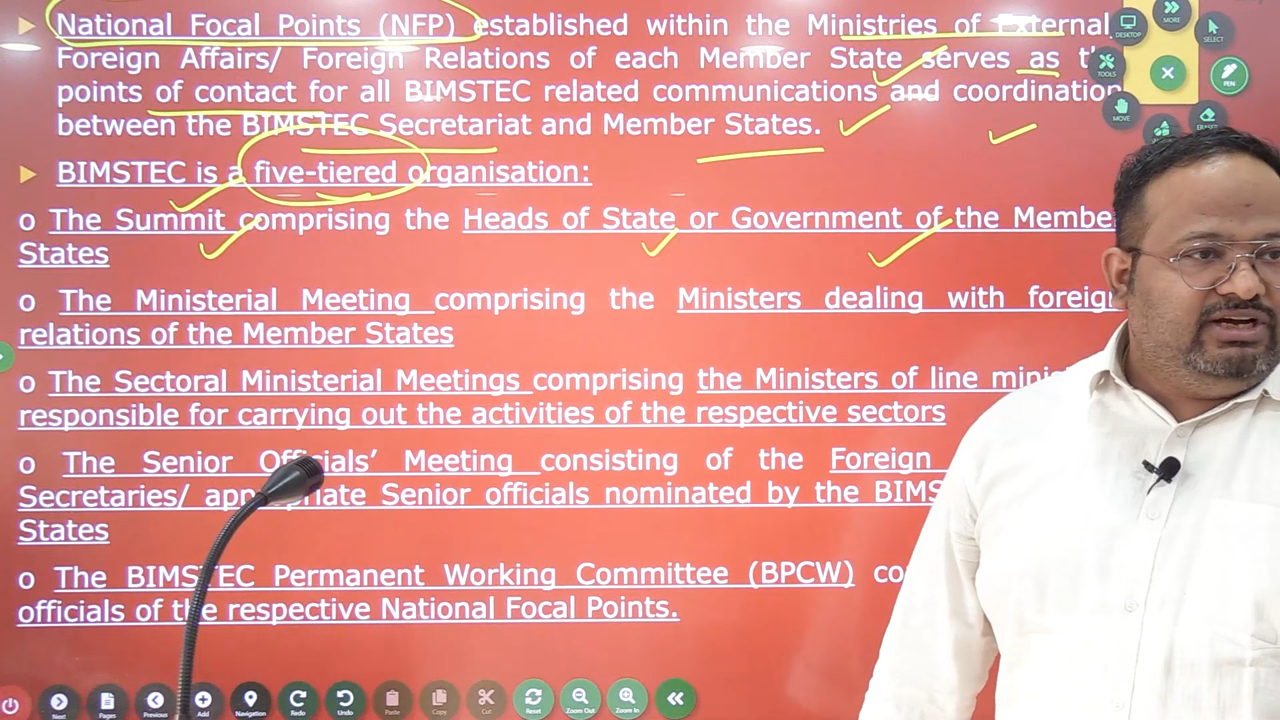 National Focal Points (NFP) established within the Ministries of External
Foreign Affairs/ Foreign Relations of each Member State serves as
points of contact for all BIMSTEC related communications and coordination
between the BIMSTEC Secretariat and Member States.
BIMSTEC is a five-tiered organisation:
o The Summit comprising the Heads of State or Government of the Member
States
o The Ministerial Meeting comprising the Ministers dealing with foreign
relations of the Member States
o The Sectoral Ministerial Meetings comprising the Ministers of line
responsible for carrying out the activities of the respective sectors
o The Senior Officials’ Meeting consisting of the Foreign
Secretaries/ appropriate Senior officials nominated by the
States
o The BIMSTEC Permanent Working Committee (BPCW)
officials of the respective National Focal Points.
DESKTOP
MORE
SELECT
TOOLS
PEN
MOVE
Next
Pages
Previous
Add
Navigation
Redo
Undo
Paste
Copy
Cut
Reset
Zoom Out
Zoom In